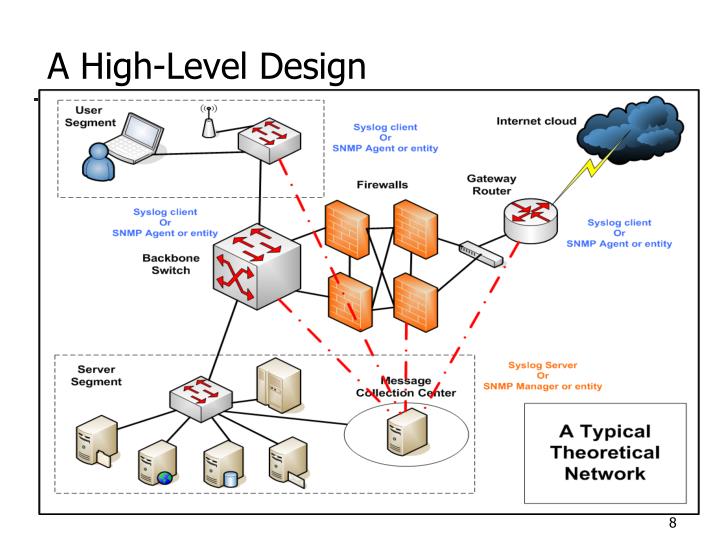 A High-Level Design
User
Segment
Syslog client
Or
SNMP Agent or entity
Internet cloud
Firewalls
Gateway
Router
Syslog client
Or
SNMP Agent or entity
Syslog client
Or
SNMP Agent or entity
Backbone
Switch
Server
Segment
Message
Collection Center
Syslog Server
Or
SNMP Manager or entity
A Typical
Theoretical
Network
8